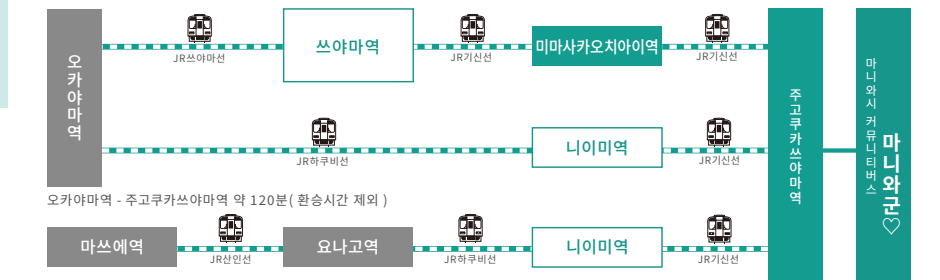 오카야마역
JR쓰야마선
쓰야마역
JR기신선
미마사카오치아이역
JR기신선
주고쿠카쓰야마역
마니와시 커뮤니티버스
마니와군♡
JR하쿠비선
니이미역
JR기신선
오카야마역 - 주고쿠카쓰야마역 약 120분( 환승시간 제외 )
마쓰에역
JR산인선
요나고역
JR하쿠비선
니이미역
JR기신선